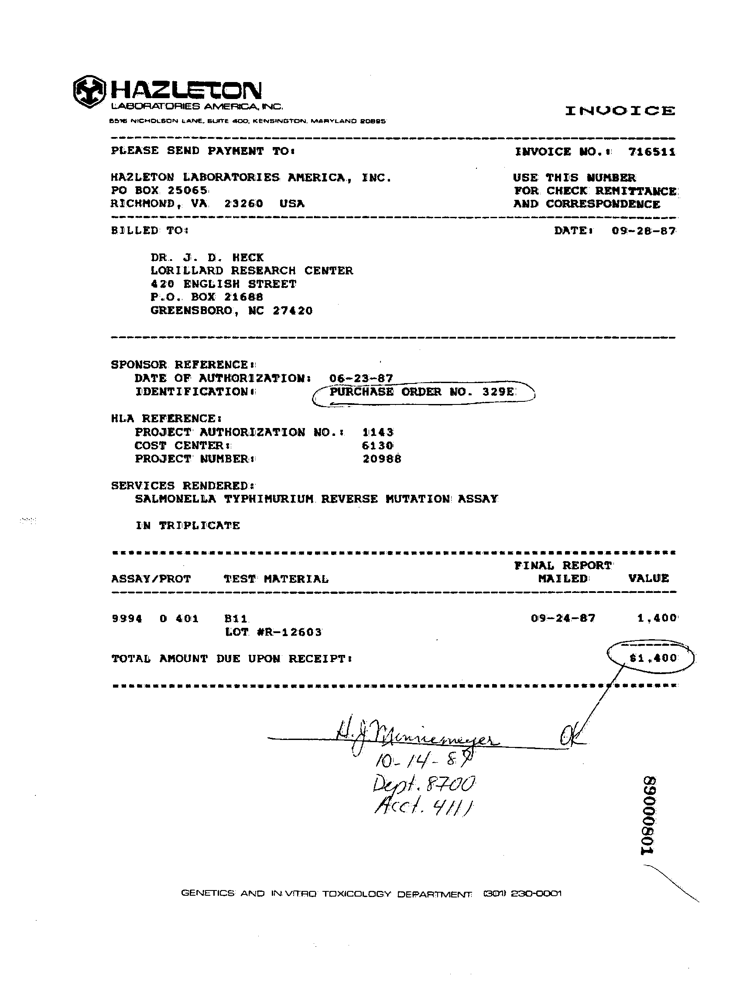 HAZLETON
LABORATORIES AMERICA, INC.
5516 NICHOLSON LANE, SUITE 400, KENSINGTON, MARYLAND 20895
INVOICE
PLEASE SEND PAYMENT TO: INVOICE NO.: 716511
HAZLETON LABORATORIES AMERICA, INC. USE THIS NUMBER
PO BOX 25065 FOR CHECK REMITTANCE
RICHMOND, VA 23260 USA AND CORRESPONDENCE
BILLED TO: DATE: 09-28-87
DR. J. D. HECK
LORILLARD RESEARCH CENTER
420 ENGLISH STREET
P.O. BOX 21688
GREENSBORO, NC 27420
SPONSOR REFERENCE:
DATE OF AUTHORIZATION: 06-23-87
IDENTIFICATION: PURCHASE ORDER NO. 329E
HLA REFERENCE:
PROJECT AUTHORIZATION NO.: 1143
COST CENTER: 6130
PROJECT NUMBER: 20988
SERVICES RENDERED:
SALMONELLA TYPHIMURIUM REVERSE MUTATION ASSAY
IN TRIPLICATE
FINAL REPORT
ASSAY/PROT TEST MATERIAL MAILED VALUE
9994 0 401 B11 09-24-87 1,400
LOT #R-12603
TOTAL AMOUNT DUE UPON RECEIPT: $1,400
H.J. Minnemeyer OK
10-14-87
Dept. 8700
Acct. 4111
89000801
GENETICS AND IN VITRO TOXICOLOGY DEPARTMENT (301) 230-0001